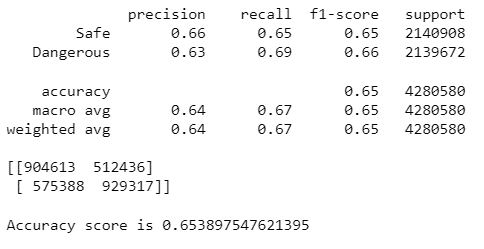 precision recall f1-score support
Safe 0.66 0.65 0.65 2140908
Dangerous 0.63 0.69 0.66 2139672
accuracy 0.65 4280580
macro avg 0.64 0.67 0.65 4280580
weighted avg 0.64 0.67 0.65 4280580
[[904613 512436]
[ 575388 929317]]
Accuracy score is 0.653897547621395